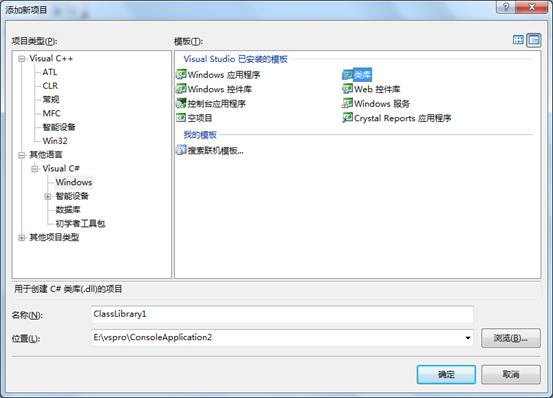 添加新项目
项目类型(P):
模板(T):
Visual C++
ATL
CLR
常规
MFC
智能设备
Win32
其他语言
Visual C#
Windows
智能设备
数据库
初学者工具包
其他项目类型
Visual Studio 已安装的模板
Windows 应用程序
类库
Windows 控件库
Web 控件库
控制台应用程序
Windows 服务
空项目
Crystal Reports 应用程序
我的模板
搜索联机模板...
用于创建 C# 类库(.dll)的项目
名称(N):
ClassLibrary1
位置(L):
E:\vspro\ConsoleApplication2
浏览(B)...
确定
取消